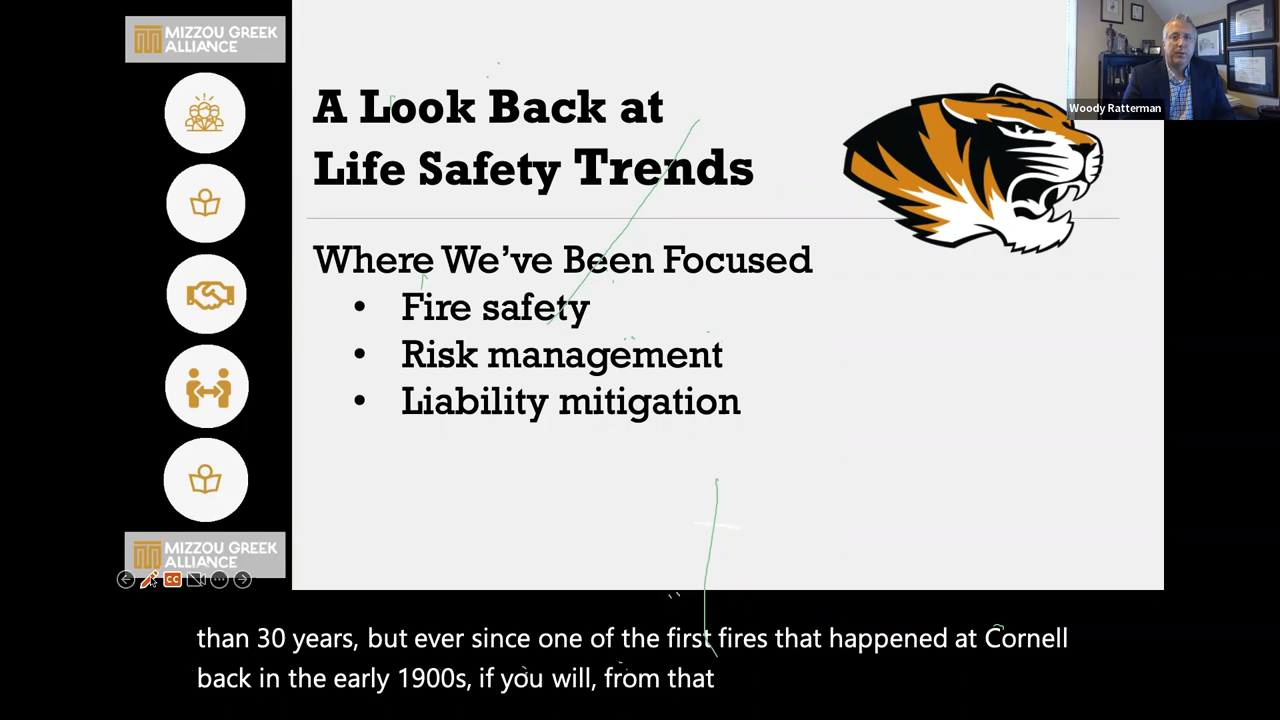 MIZZOU GREEK
ALLIANCE
Woody Ratterman
A Look Back at
Life Safety Trends
Where We've Been Focused
• Fire safety
• Risk management
• Liability mitigation
MIZZOU GREEK
ALLIANCE
CC
than 30 years, but ever since one of the first fires that happened at Cornell
back in the early 1900s, if you will, from that